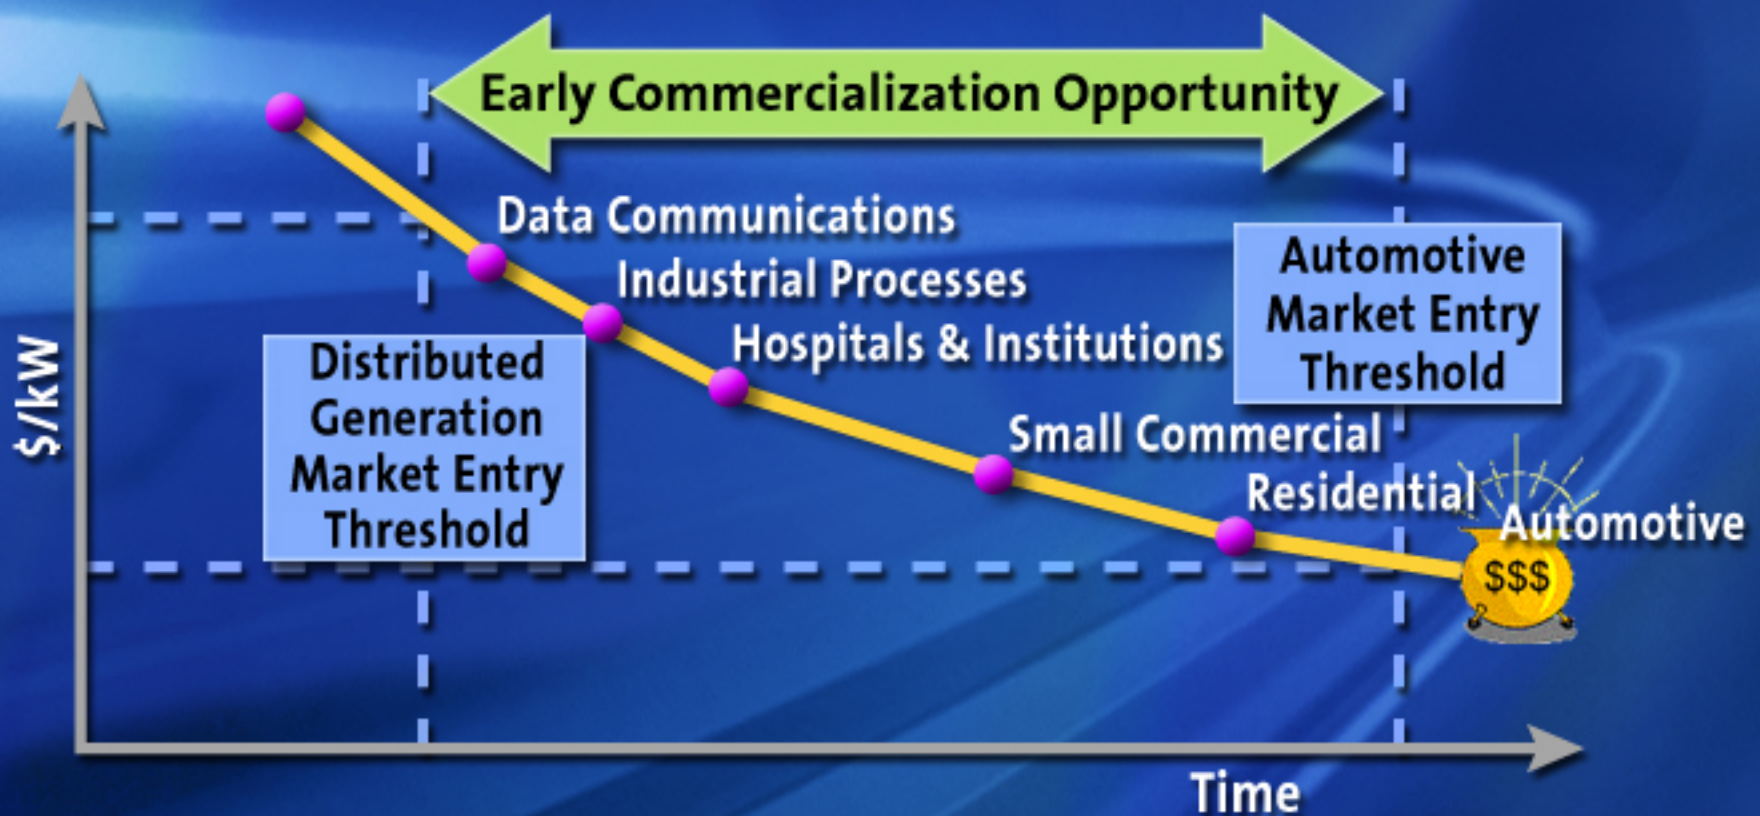 Early Commercialization Opportunity
Data Communications
Industrial Processes
Hospitals & Institutions
Automotive
Market Entry
Threshold
Distributed
Generation
Market Entry
Threshold
$/kW
Small Commercial
Residential
Automotive
$$$
Time